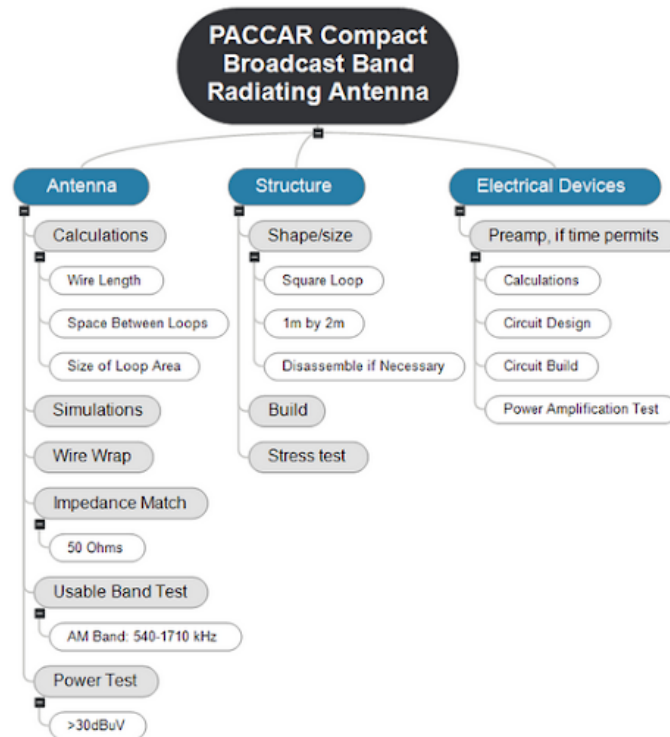 PACCAR Compact
Broadcast Band
Radiating Antenna
Antenna
Calculations
Wire Length
Space Between Loops
Size of Loop Area
Simulations
Wire Wrap
Impedance Match
50 Ohms
Usable Band Test
AM Band: 540-1710 kHz
Power Test
>30dBuV
Structure
Shape/size
Square Loop
1m by 2m
Disassemble if Necessary
Build
Stress test
Electrical Devices
Preamp, if time permits
Calculations
Circuit Design
Circuit Build
Power Amplification Test